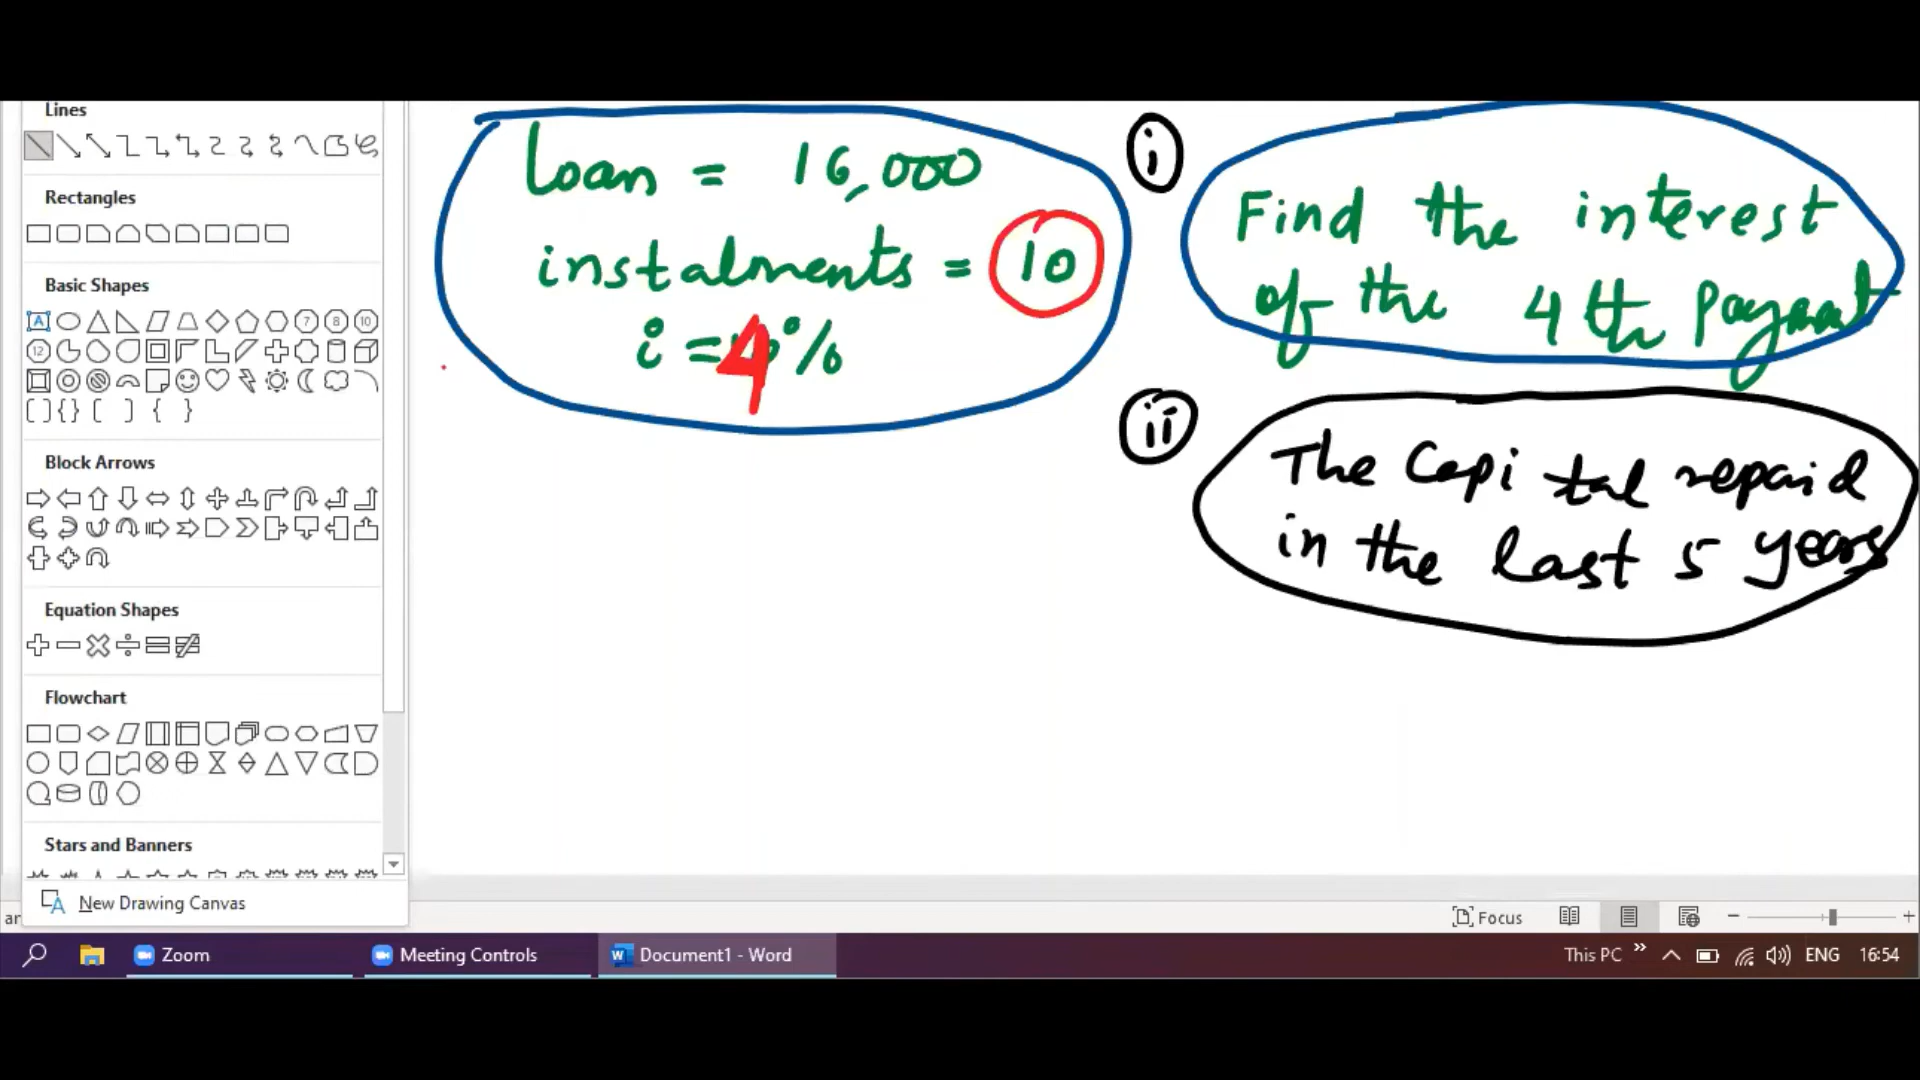 Lines
Rectangles
Basic Shapes
Block Arrows
Equation Shapes
Flowchart
Stars and Banners
New Drawing Canvas
Loan = 16,000
instalments = 10
i = 4%
i
Find the interest
of the 4th Payment
ii
The Capital repaid
in the last 5 years
Focus
Zoom
Meeting Controls
Document1 - Word
This PC
ENG
16:54